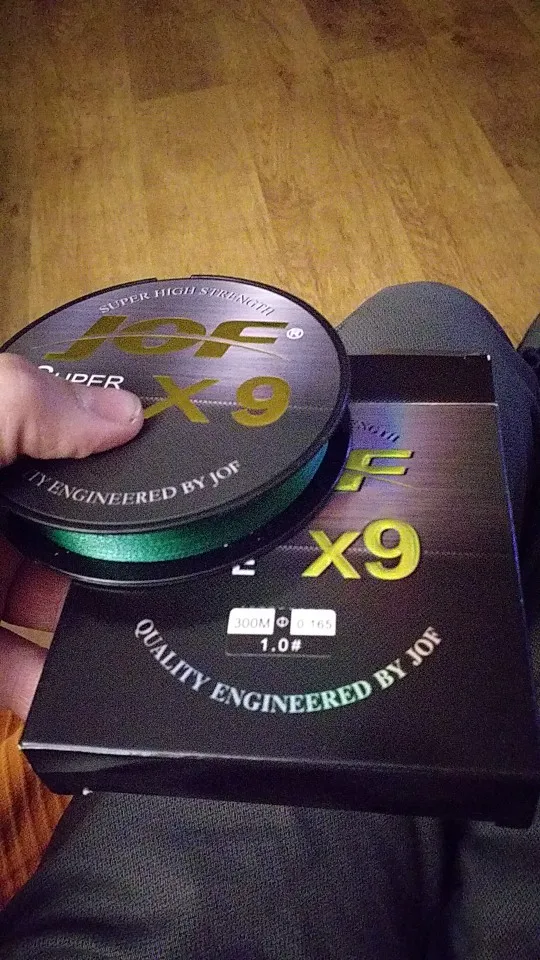 SUPER HIGH STRENGTH
JOF®
SUPER
X9
TY ENGINEERED BY JOF
ENGTH
F
E X9
300M Φ 0.165
1.0#
QUALITY ENGINEERED BY JOF